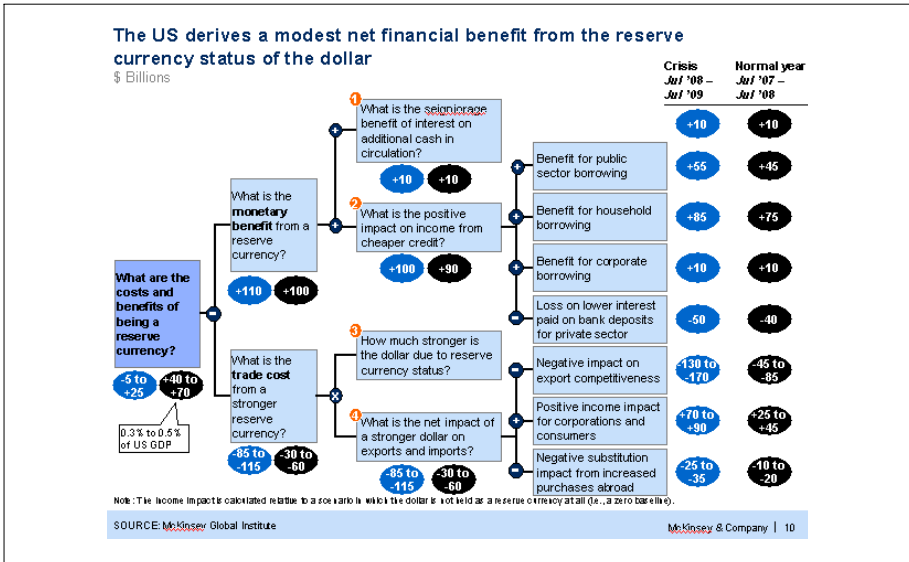 The US derives a modest net financial benefit from the reserve
currency status of the dollar
$ Billions
Crisis
Jul '08 –
Jul '09
Normal year
Jul '07 –
Jul '08
1
What is the seigniorage
benefit of interest on
additional cash in
circulation?
+10
+10
+10
+10
Benefit for public
sector borrowing
+55
+45
What is the
monetary
benefit from a
reserve
currency?
+110
+100
2
What is the positive
impact on income from
cheaper credit?
+100
+90
Benefit for household
borrowing
+85
+75
Benefit for corporate
borrowing
+10
+10
Loss on lower interest
paid on bank deposits
for private sector
-50
-40
What are the
costs and
benefits of
being a
reserve
currency?
-5 to
+25
+40 to
+70
0.3% to 0.5%
of US GDP
What is the
trade cost
from a
stronger
reserve
currency?
-85 to
-115
-30 to
-60
3
How much stronger is
the dollar due to reserve
currency status?
4
What is the net impact of
a stronger dollar on
exports and imports?
-85 to
-115
-30 to
-60
Negative impact on
export competitiveness
-130 to
-170
-45 to
-85
Positive income impact
for corporations and
consumers
+70 to
+90
+25 to
+45
Negative substitution
impact from increased
purchases abroad
-25 to
-35
-10 to
-20
Note: The income impact is calculated relative to a scenario in which the dollar is not held as a reserve currency at all (i.e., a zero baseline).
SOURCE: McKinsey Global Institute
McKinsey & Company | 10